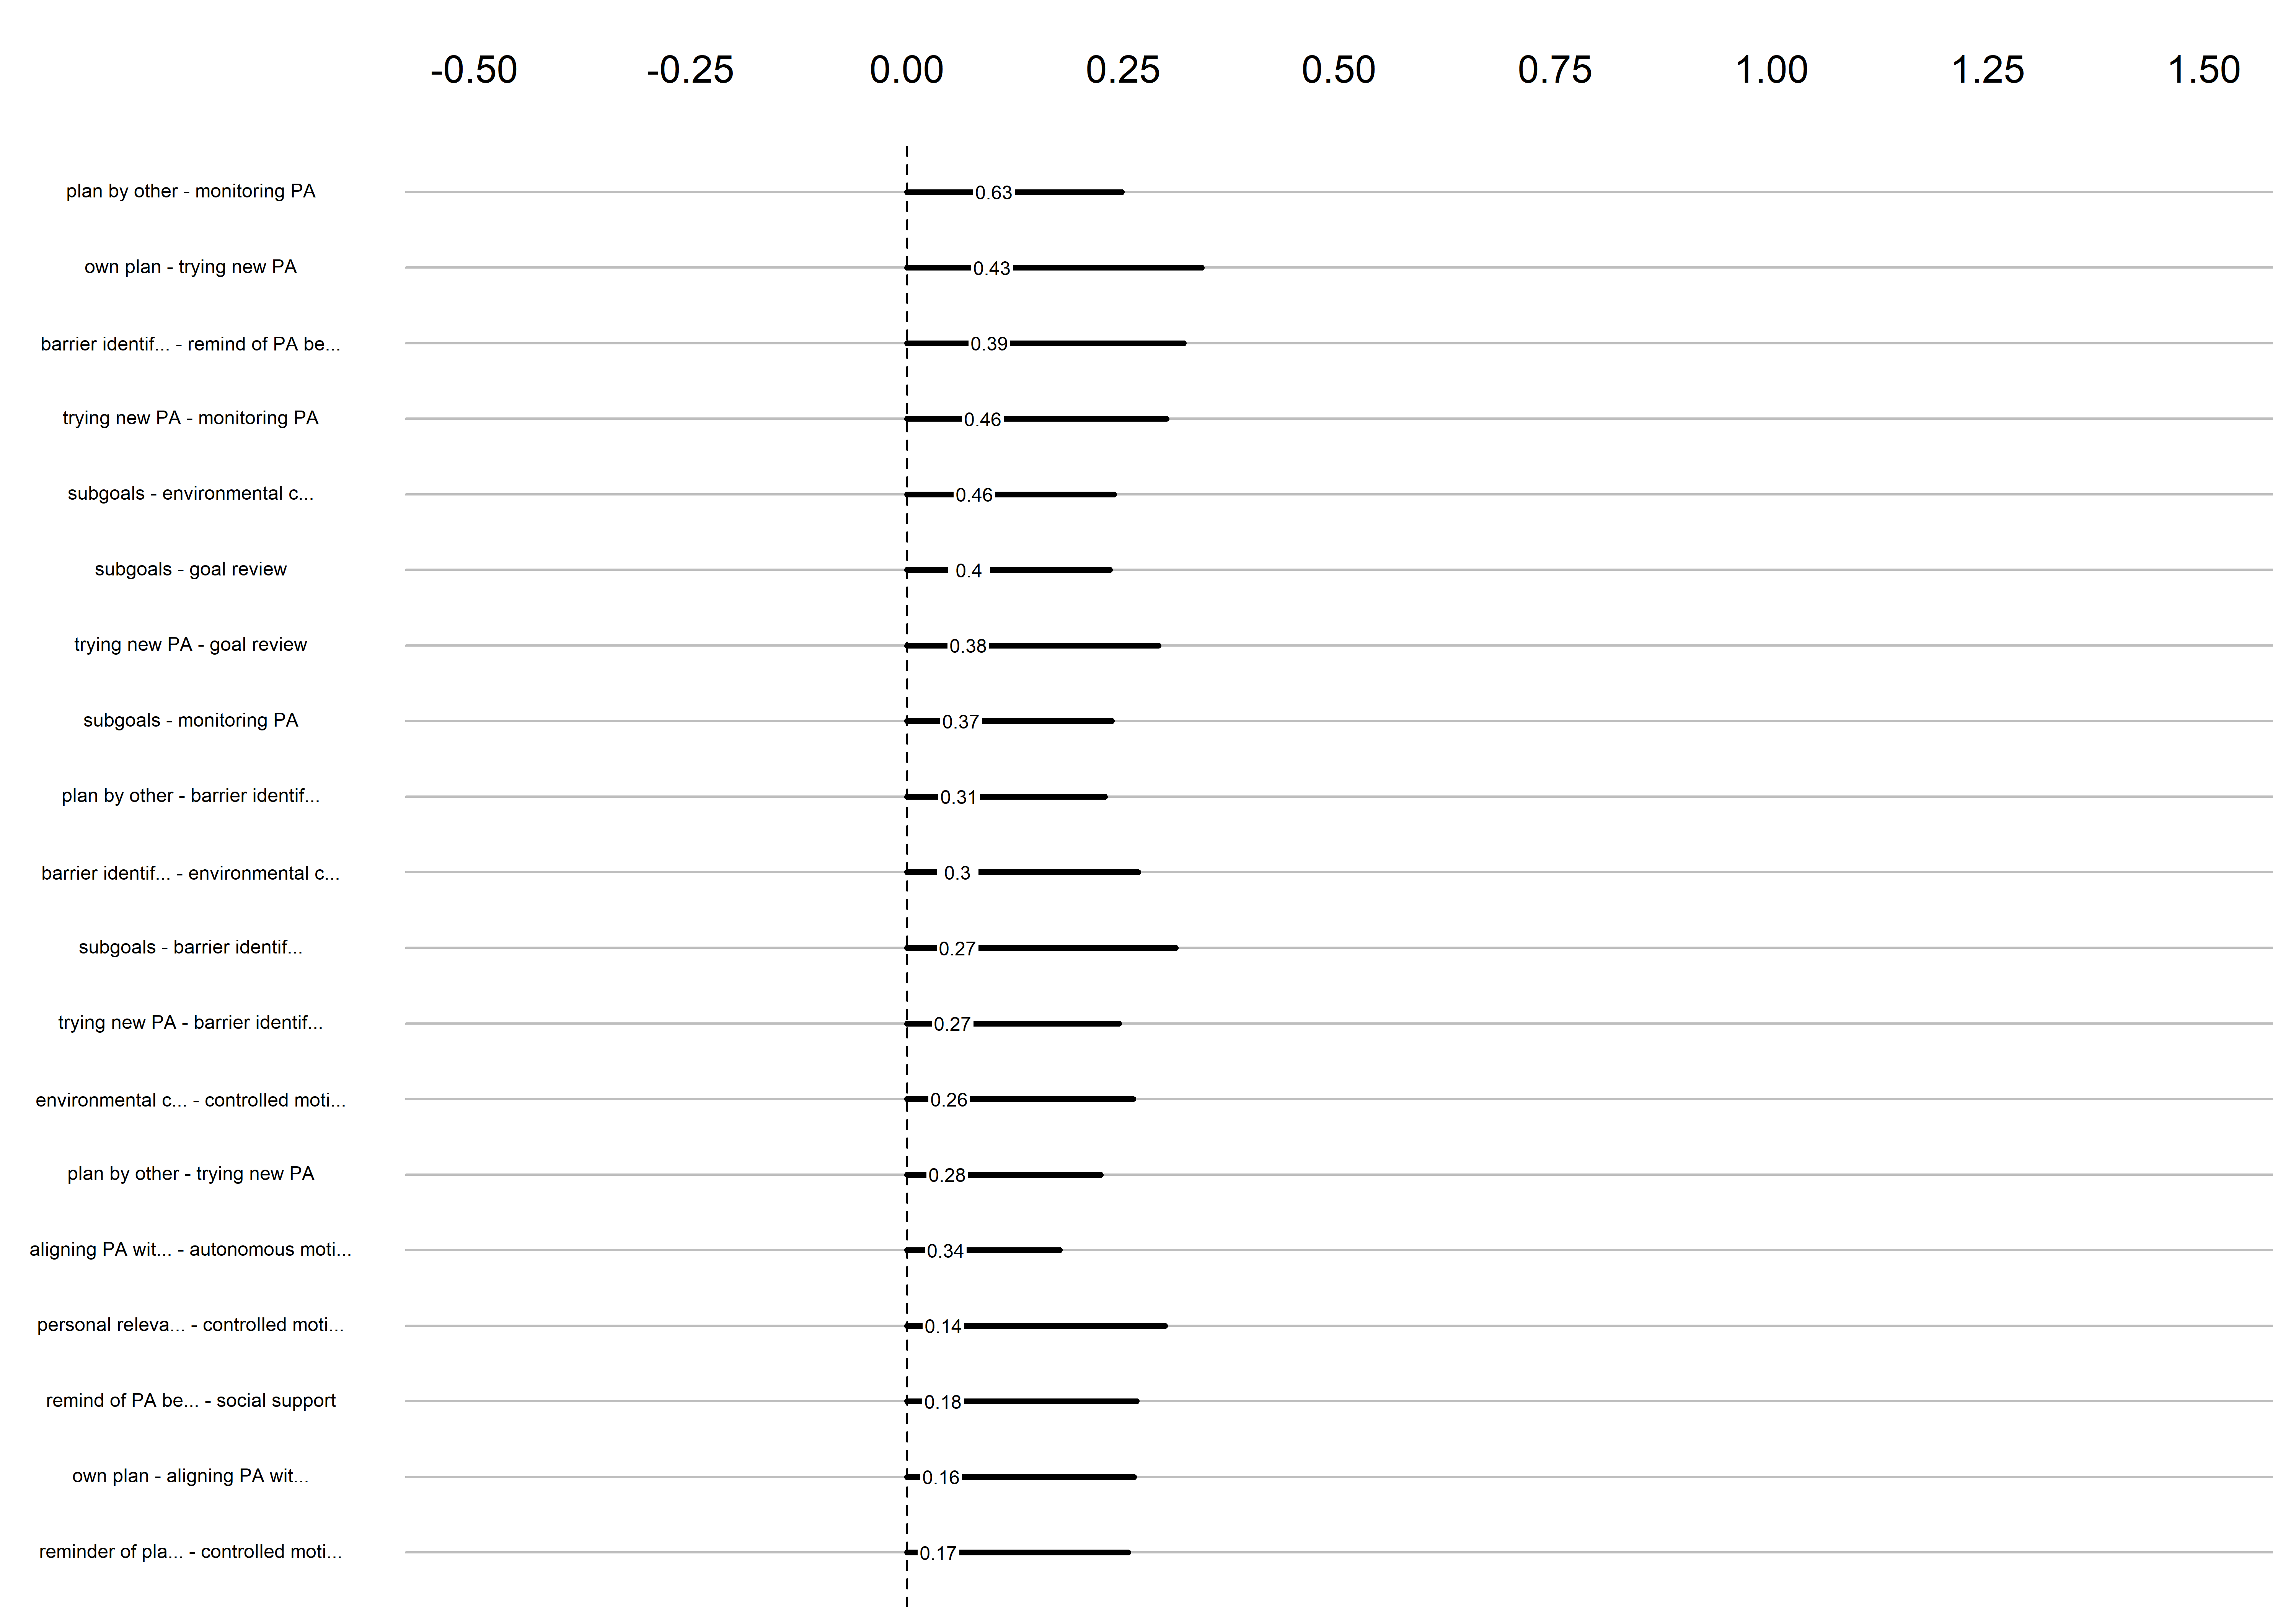 -0.50 -0.25 0.00 0.25 0.50 0.75 1.00 1.25 1.50
plan by other - monitoring PA 0.63
own plan - trying new PA 0.43
barrier identif... - remind of PA be... 0.39
trying new PA - monitoring PA 0.46
subgoals - environmental c... 0.46
subgoals - goal review 0.4
trying new PA - goal review 0.38
subgoals - monitoring PA 0.37
plan by other - barrier identif... 0.31
barrier identif... - environmental c... 0.3
subgoals - barrier identif... 0.27
trying new PA - barrier identif... 0.27
environmental c... - controlled moti... 0.26
plan by other - trying new PA 0.28
aligning PA wit... - autonomous moti... 0.34
personal releva... - controlled moti... 0.14
remind of PA be... - social support 0.18
own plan - aligning PA wit... 0.16
reminder of pla... - controlled moti... 0.17